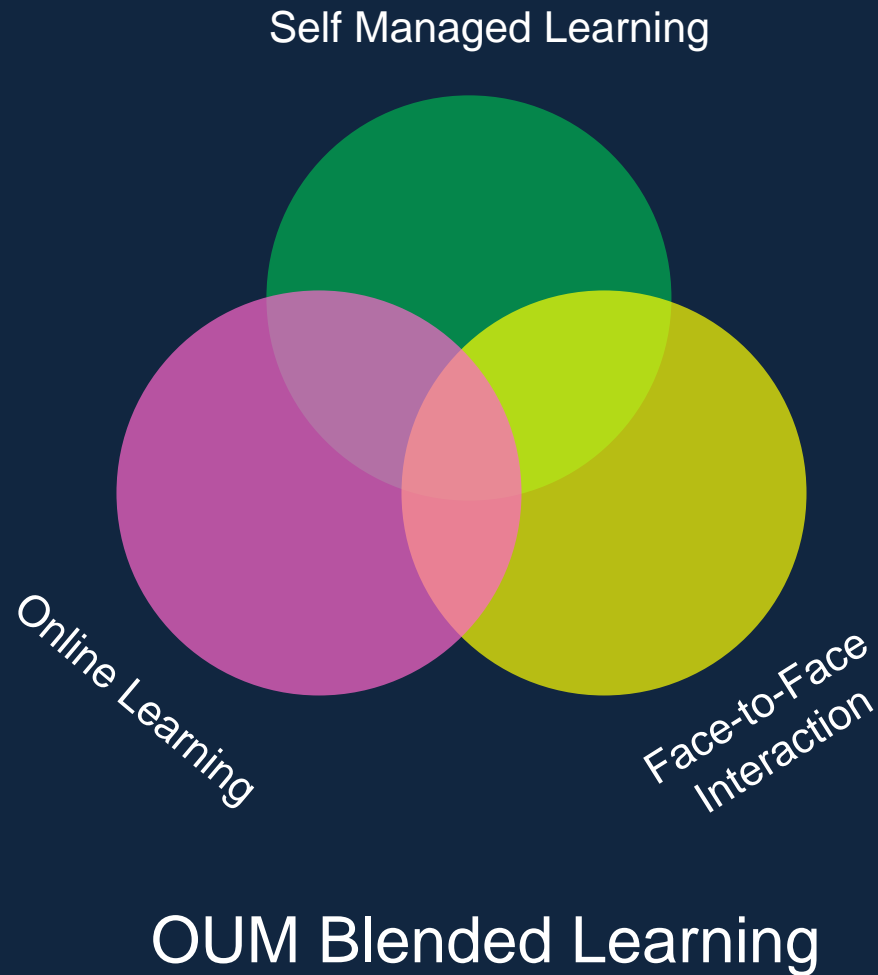 Self Managed Learning
Online Learning
Face-to-Face
Interaction
OUM Blended Learning